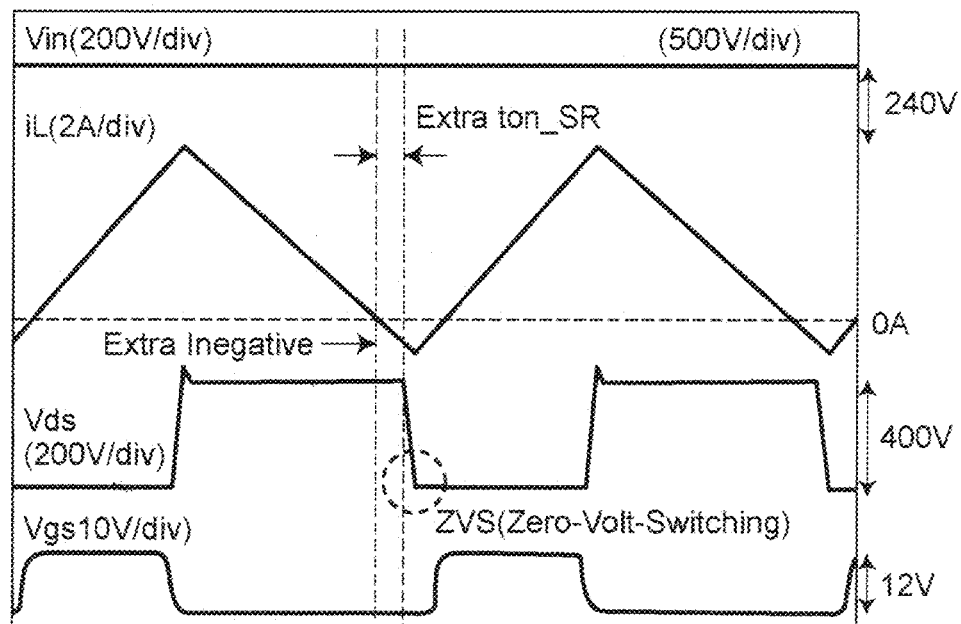 Vin(200V/div)
(500V/div)
240V
iL(2A/div)
Extra ton_SR
0A
Extra Inegative
Vds
(200V/div)
400V
ZVS(Zero-Volt-Switching)
Vgs10V/div)
12V